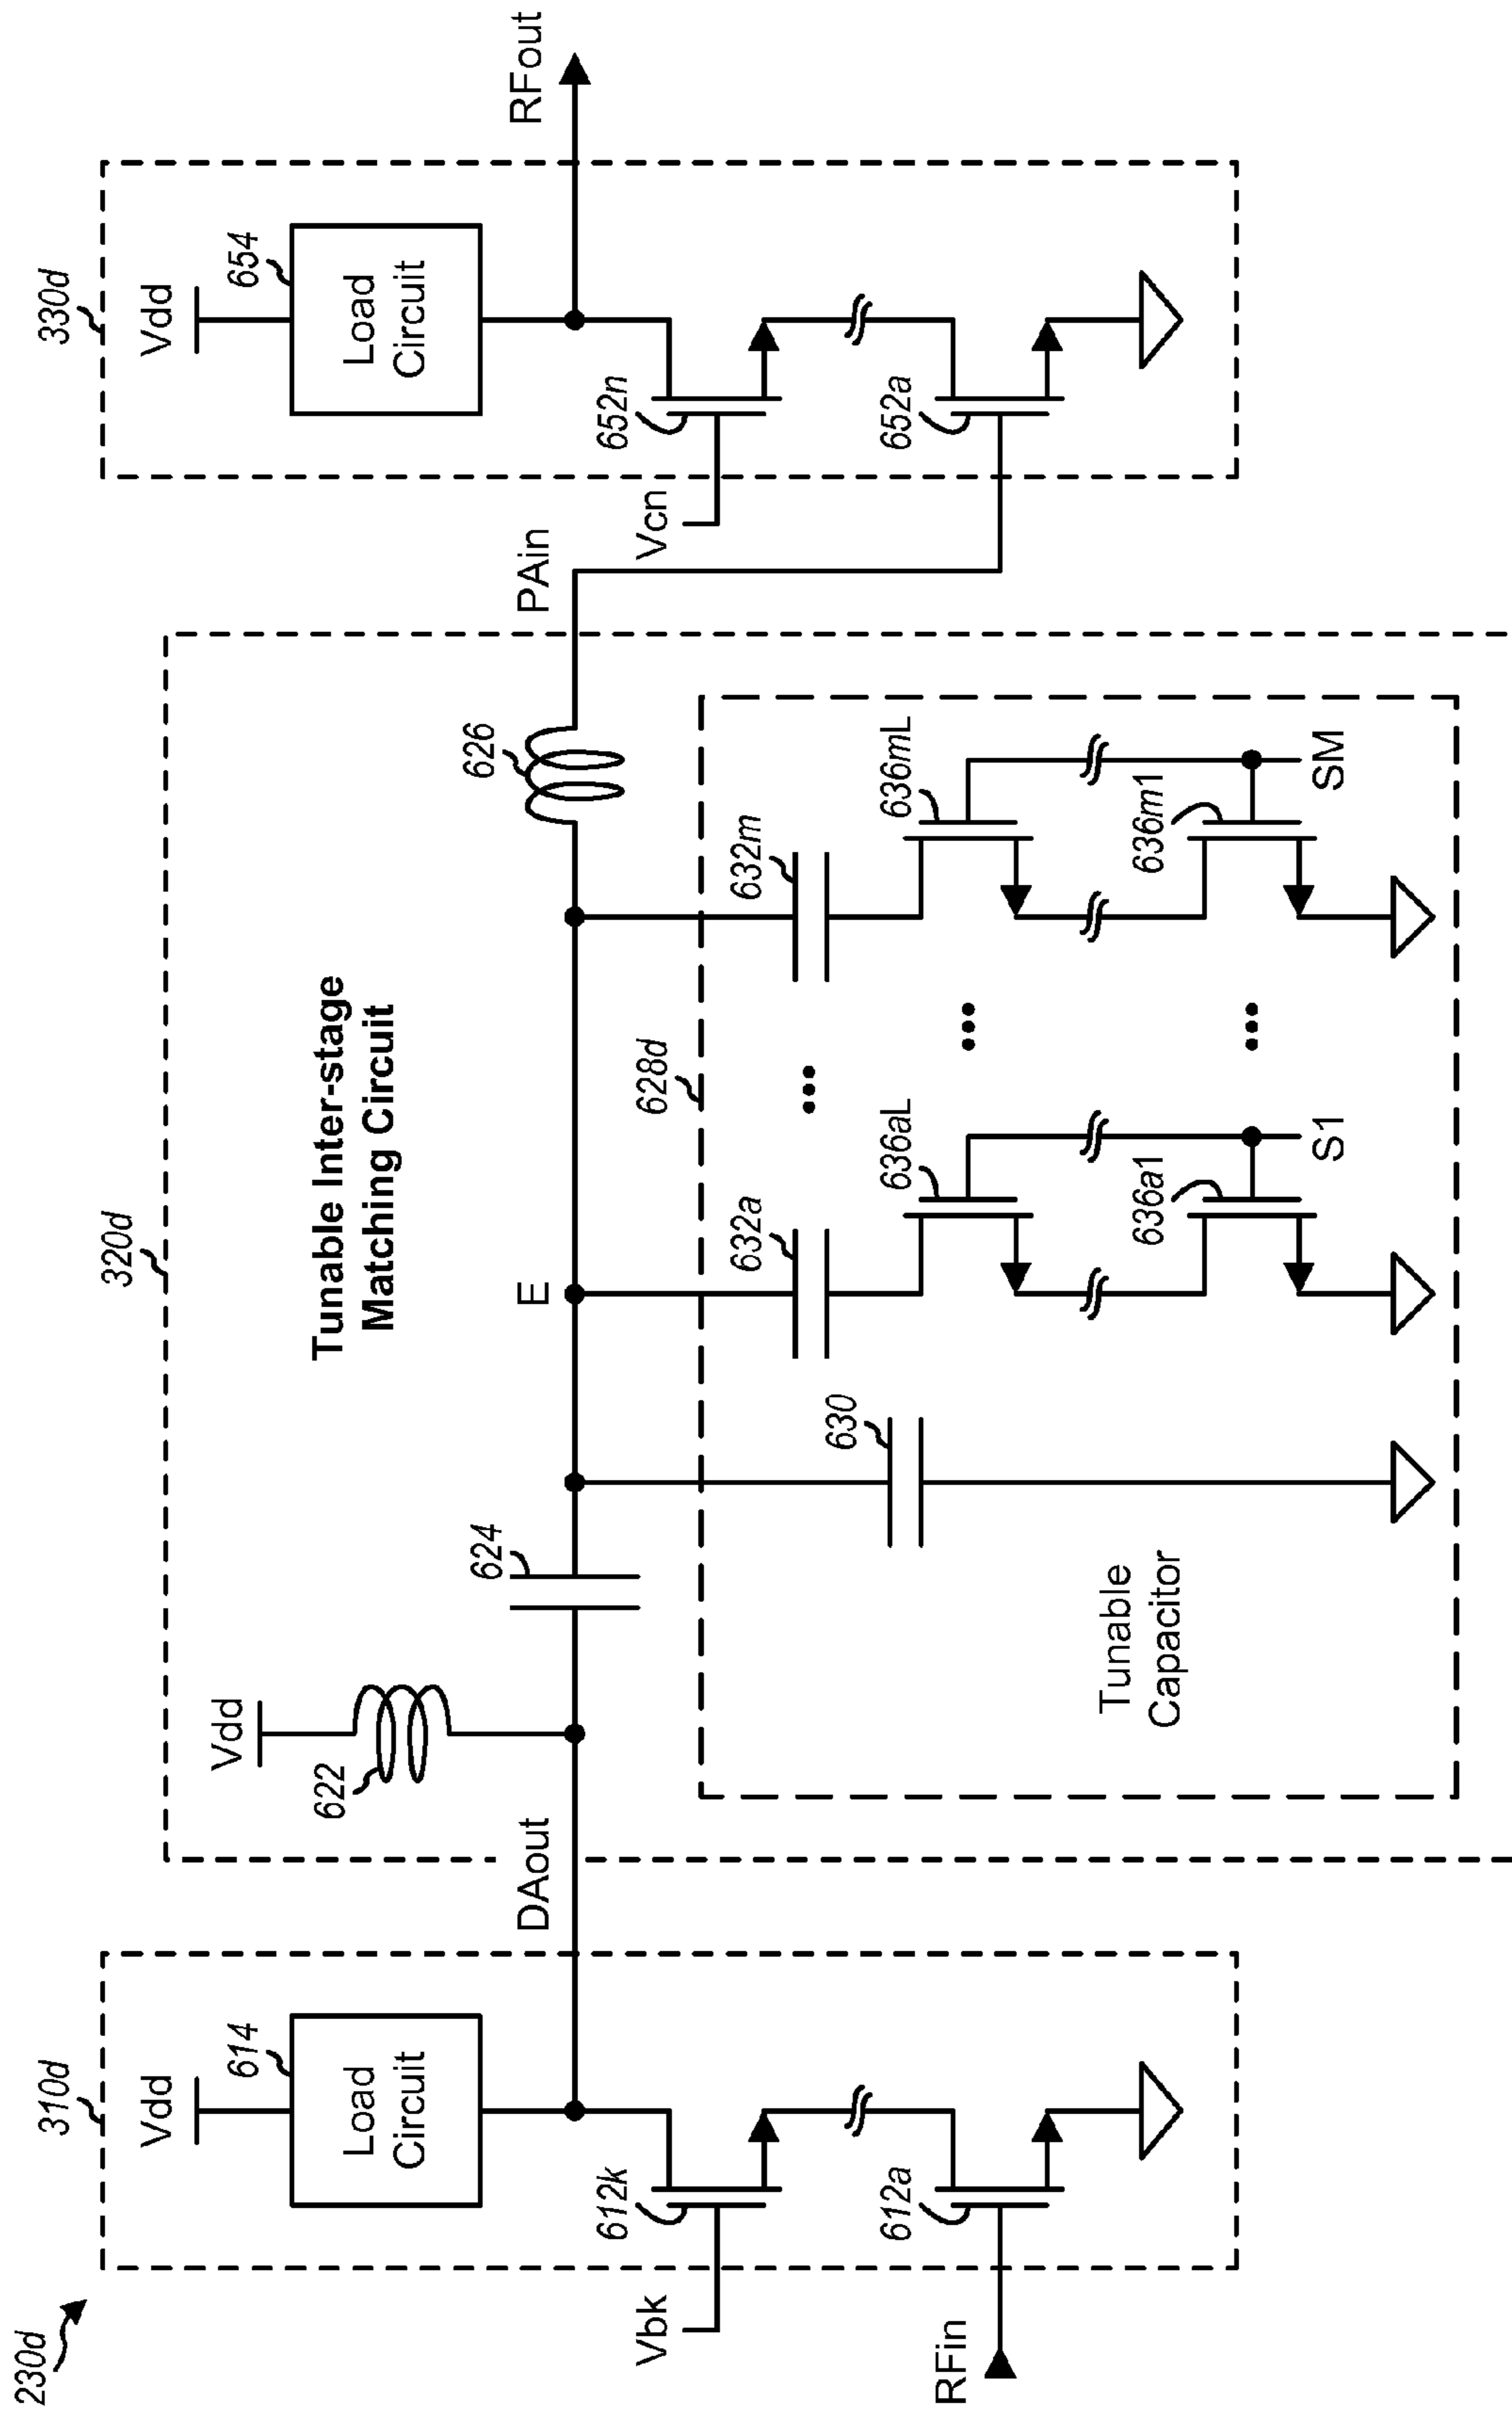 230d
310d
Vdd
614
Load
Circuit
612k
Vbk
612a
RFin
DAout
320d
Tunable Inter-stage
Matching Circuit
Vdd
622
624
E
626
628d
630
632a
632m
636aL
636mL
636a1
636m1
S1
SM
Tunable
Capacitor
PAin
330d
Vdd
654
Load
Circuit
RFout
652n
Vcn
652a